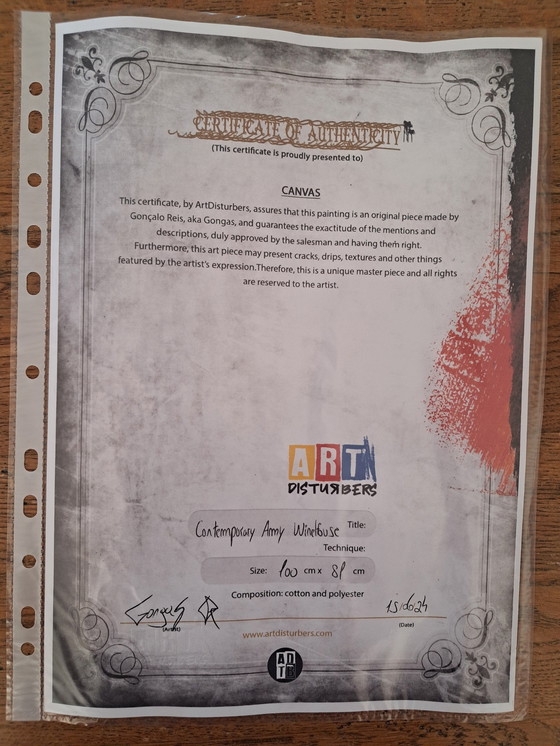 CERTIFICATE OF AUTHENTICITY
(This certificate is proudly presented to)
CANVAS
This certificate, by ArtDisturbers, assures that this painting is an original piece made by
Gonçalo Reis, aka Gongas, and guarantees the exactitude of the mentions and
descriptions, duly approved by the salesman and having them right.
Furthermore, this art piece may present cracks, drips, textures and other things
featured by the artist's expression.Therefore, this is a unique master piece and all rights
are reserved to the artist.
ART
DISTURBERS
Contemporary Amy Winehouse Title:
Technique:
Size: 100 cm x 81 cm
Composition: cotton and polyester
Gongas
(Artist) (Date)
www.artdisturbers.com